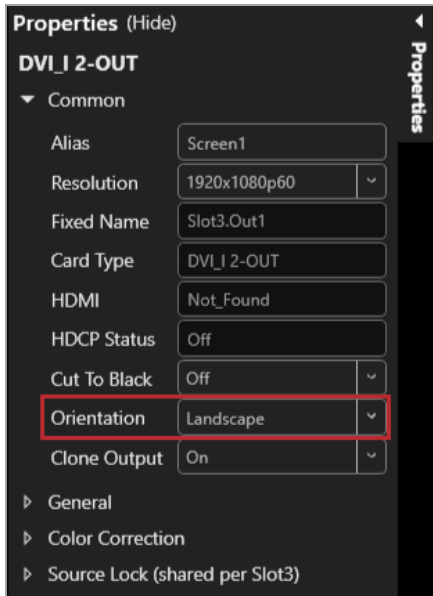 Properties (Hide)
Properties
DVI_I 2-OUT
Common
Alias Screen1
Resolution 1920x1080p60
Fixed Name Slot3.Out1
Card Type DVI_I 2-OUT
HDMI Not_Found
HDCP Status Off
Cut To Black Off
Orientation Landscape
Clone Output On
General
Color Correction
Source Lock (shared per Slot3)